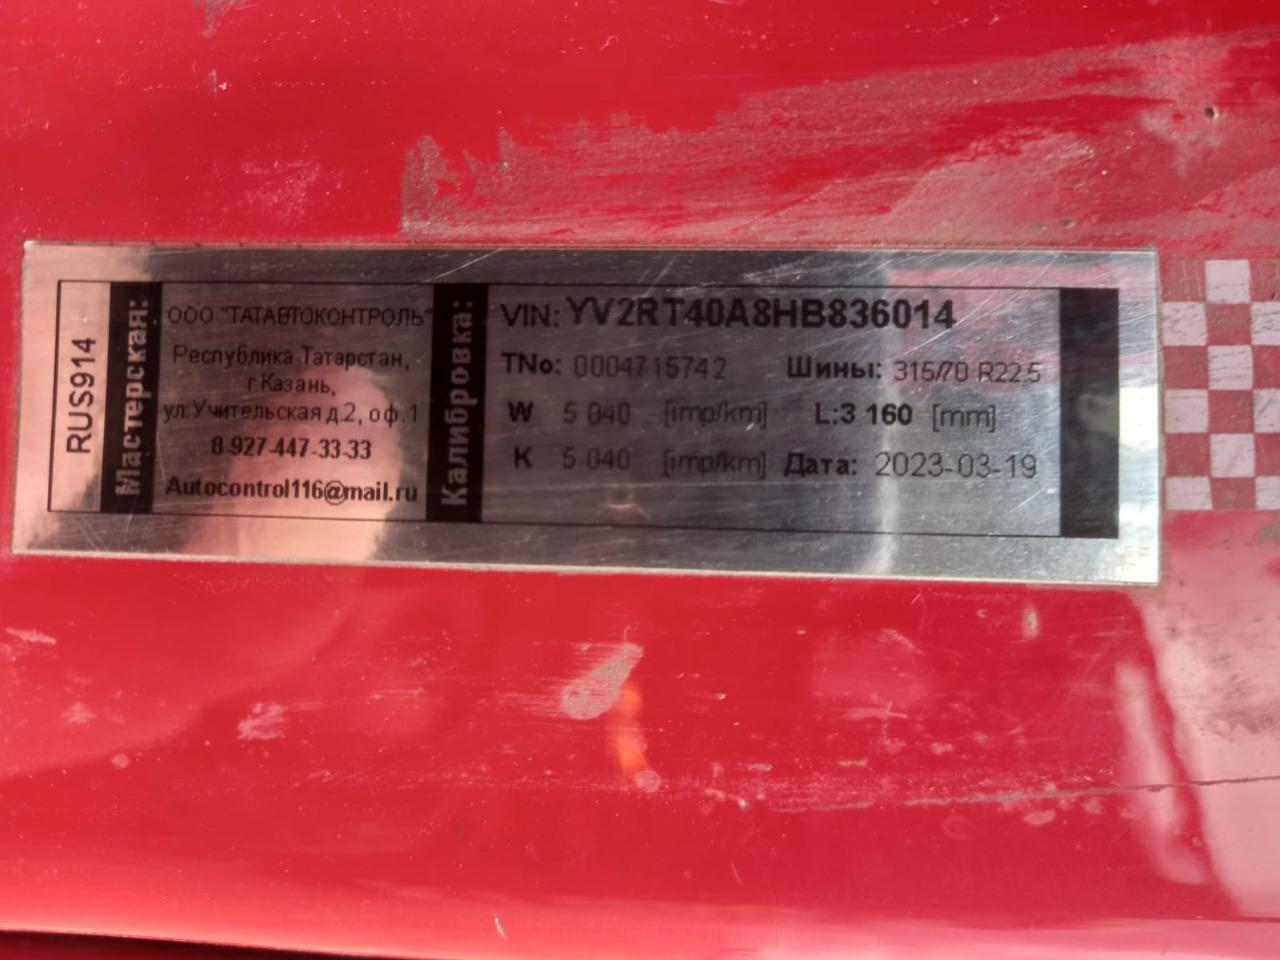 RUS914
Мастерская:
ООО "ТАТАВТОКОНТРОЛЬ"
Республика Татарстан,
г.Казань,
ул.Учительская д.2, оф.1
8-927-447-33-33
Autocontrol116@mail.ru
Калибровка:
VIN: YV2RT40A8HB836014
TNo: 0004715742 Шины: 315/70 R22.5
W 5 040 [imp/km] L:3 160 [mm]
K 5 040 [imp/km] Дата: 2023-03-19